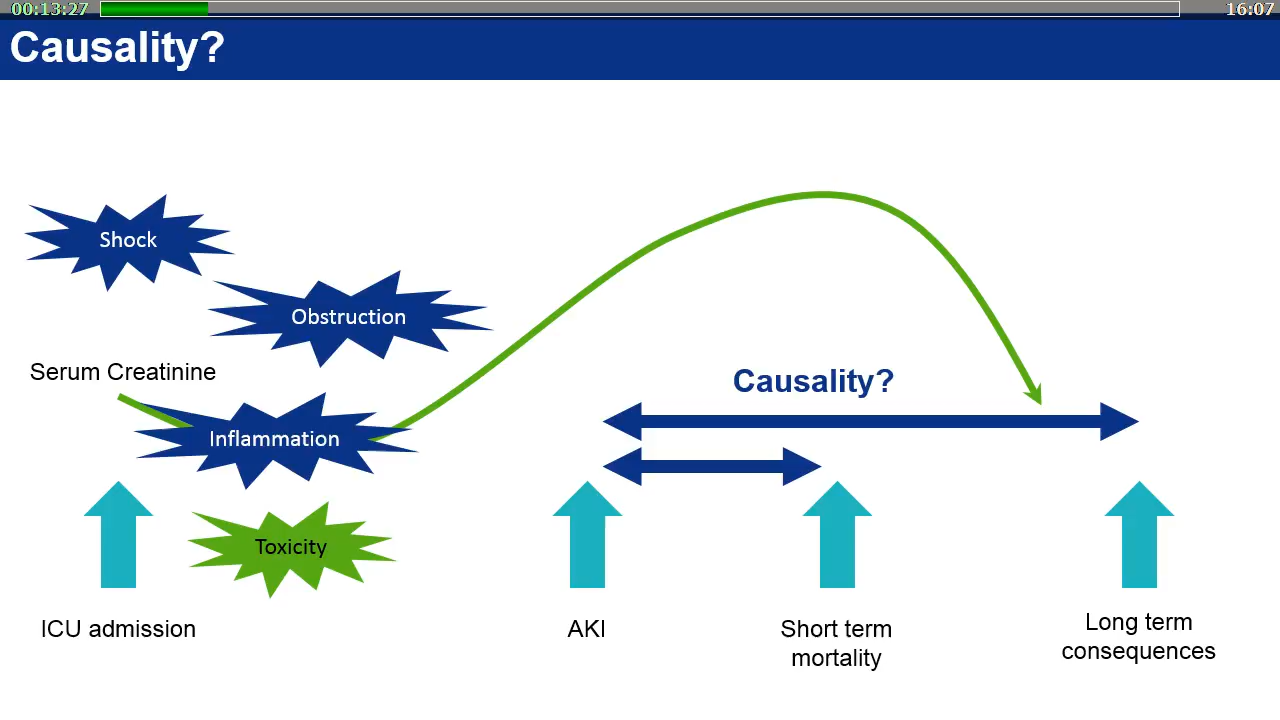 00:13:27
16:07
Causality?
Shock
Obstruction
Serum Creatinine
Causality?
Inflammation
Toxicity
ICU admission
AKI
Short term
mortality
Long term
consequences